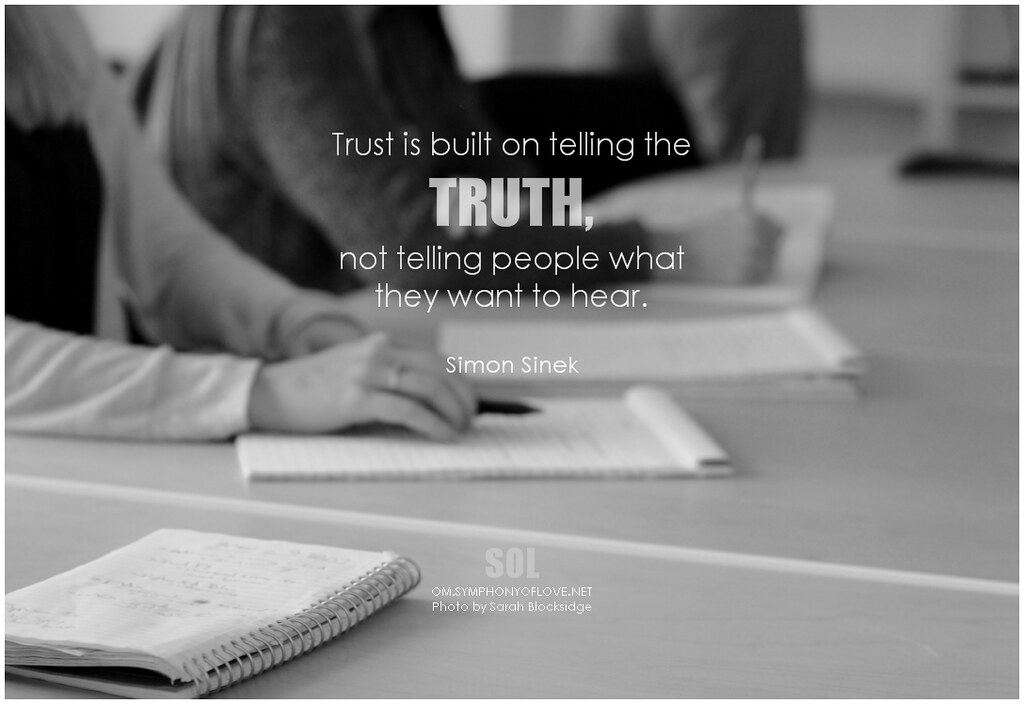 Trust is built on telling the
TRUTH,
not telling people what
they want to hear.
Simon Sinek
SOL
OM.SYMPHONYOFLOVE.NET
Photo by Sarah Blocksidge